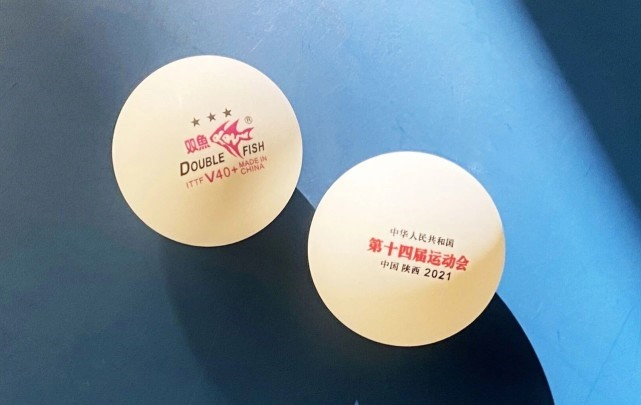 ★★★
双魚®
DOUBLE FISH
ITTF V40+ MADE IN
CHINA
中华人民共和国
第十四届运动会
中国 陕西 2021